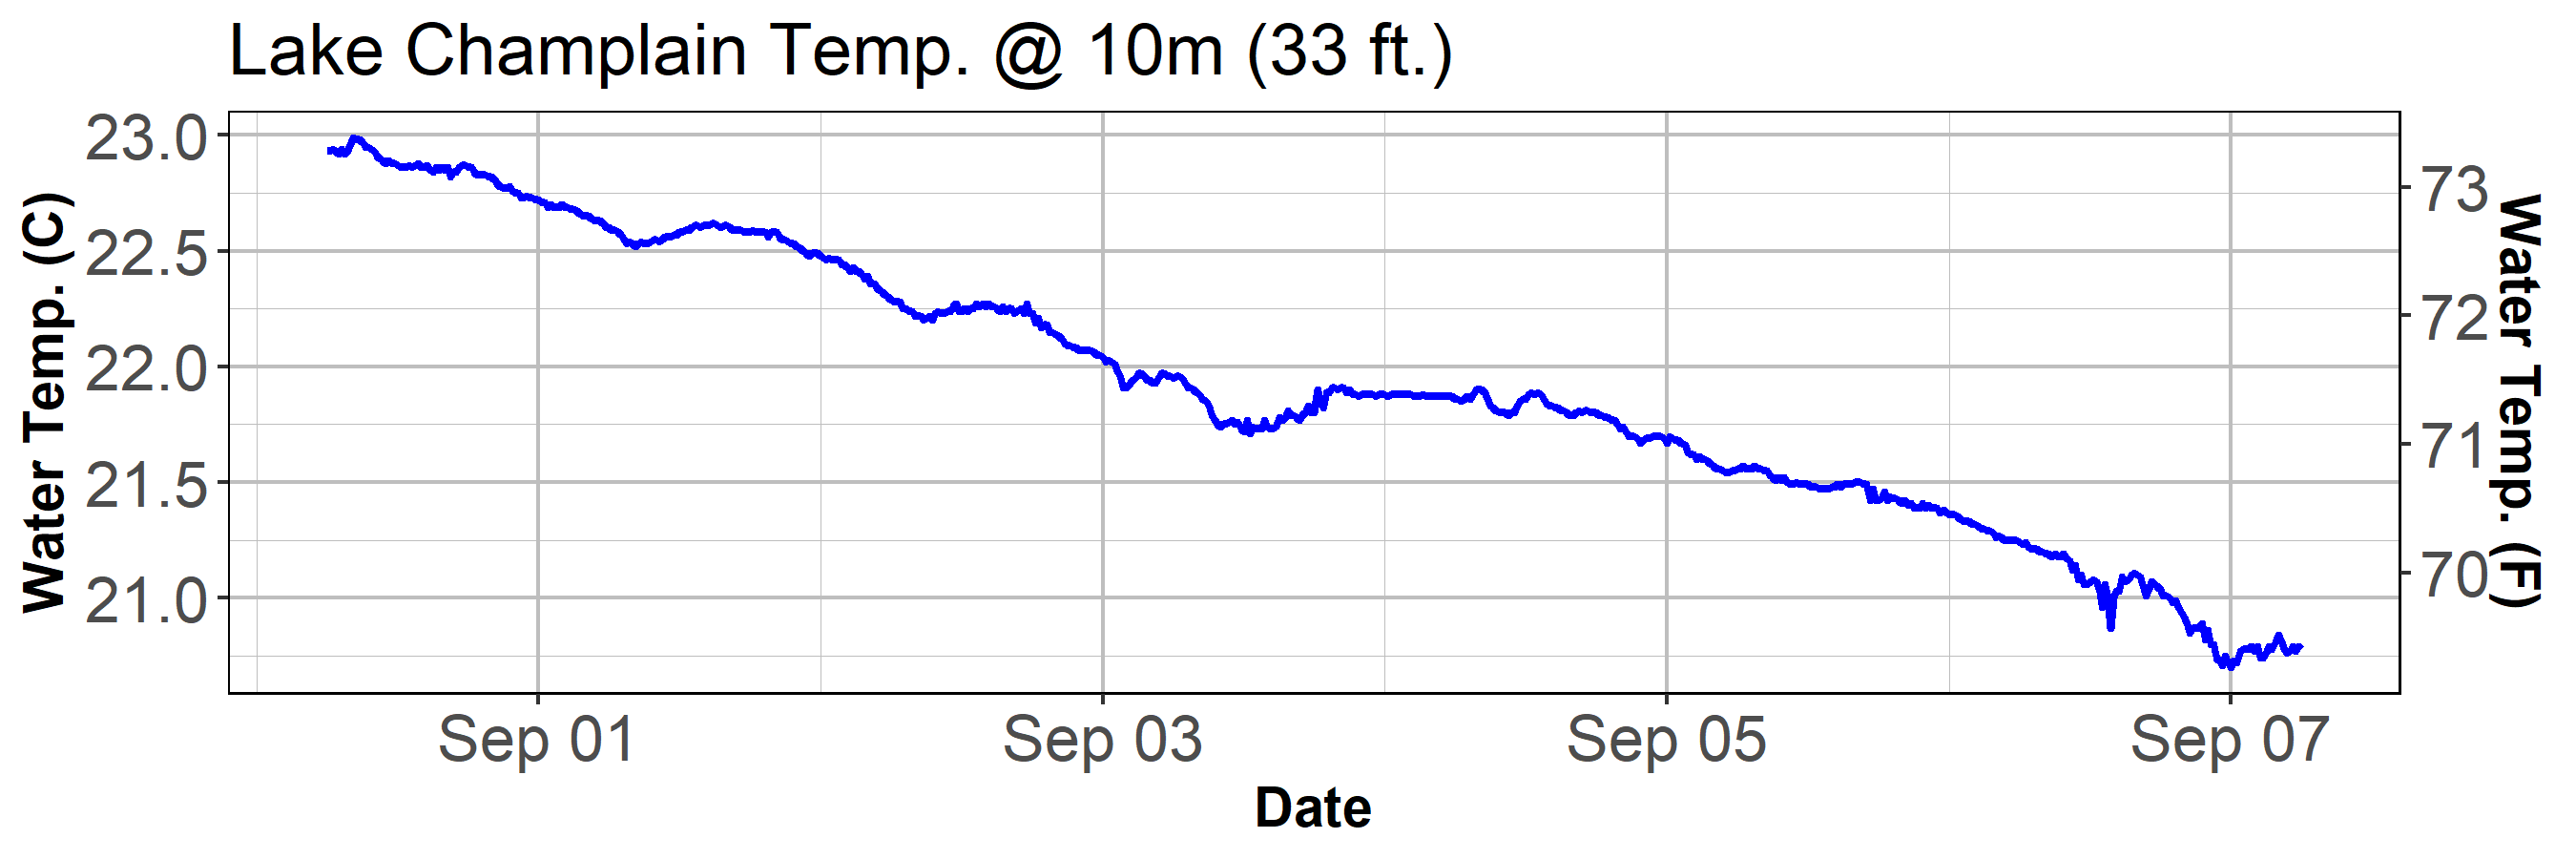 Lake Champlain Temp. @ 10m (33 ft.)
Water Temp. (C)
23.0
22.5
22.0
21.5
21.0
73
72
71
70
Water Temp. (F)
Sep 01 Sep 03 Sep 05 Sep 07
Date